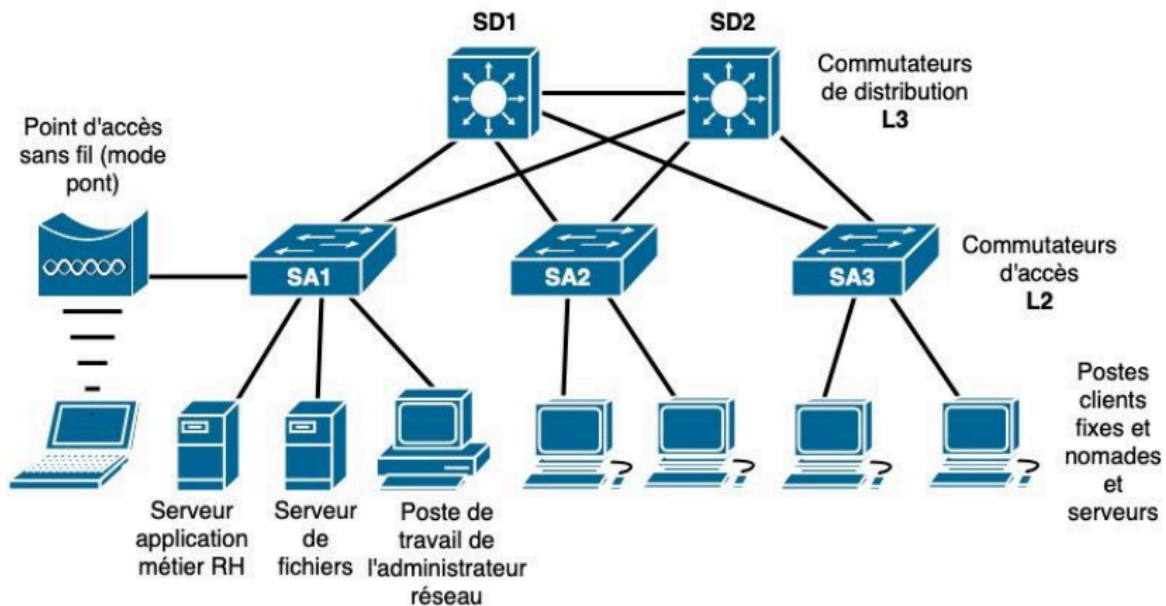 SD1
SD2
Commutateurs
de distribution
L3
Point d'accès
sans fil (mode
pont)
SA1
SA2
SA3
Commutateurs
d'accès
L2
Postes
clients
fixes et
nomades
et
serveurs
Serveur
application
métier RH
Serveur
de
fichiers
Poste de
travail de
l'administrateur
réseau